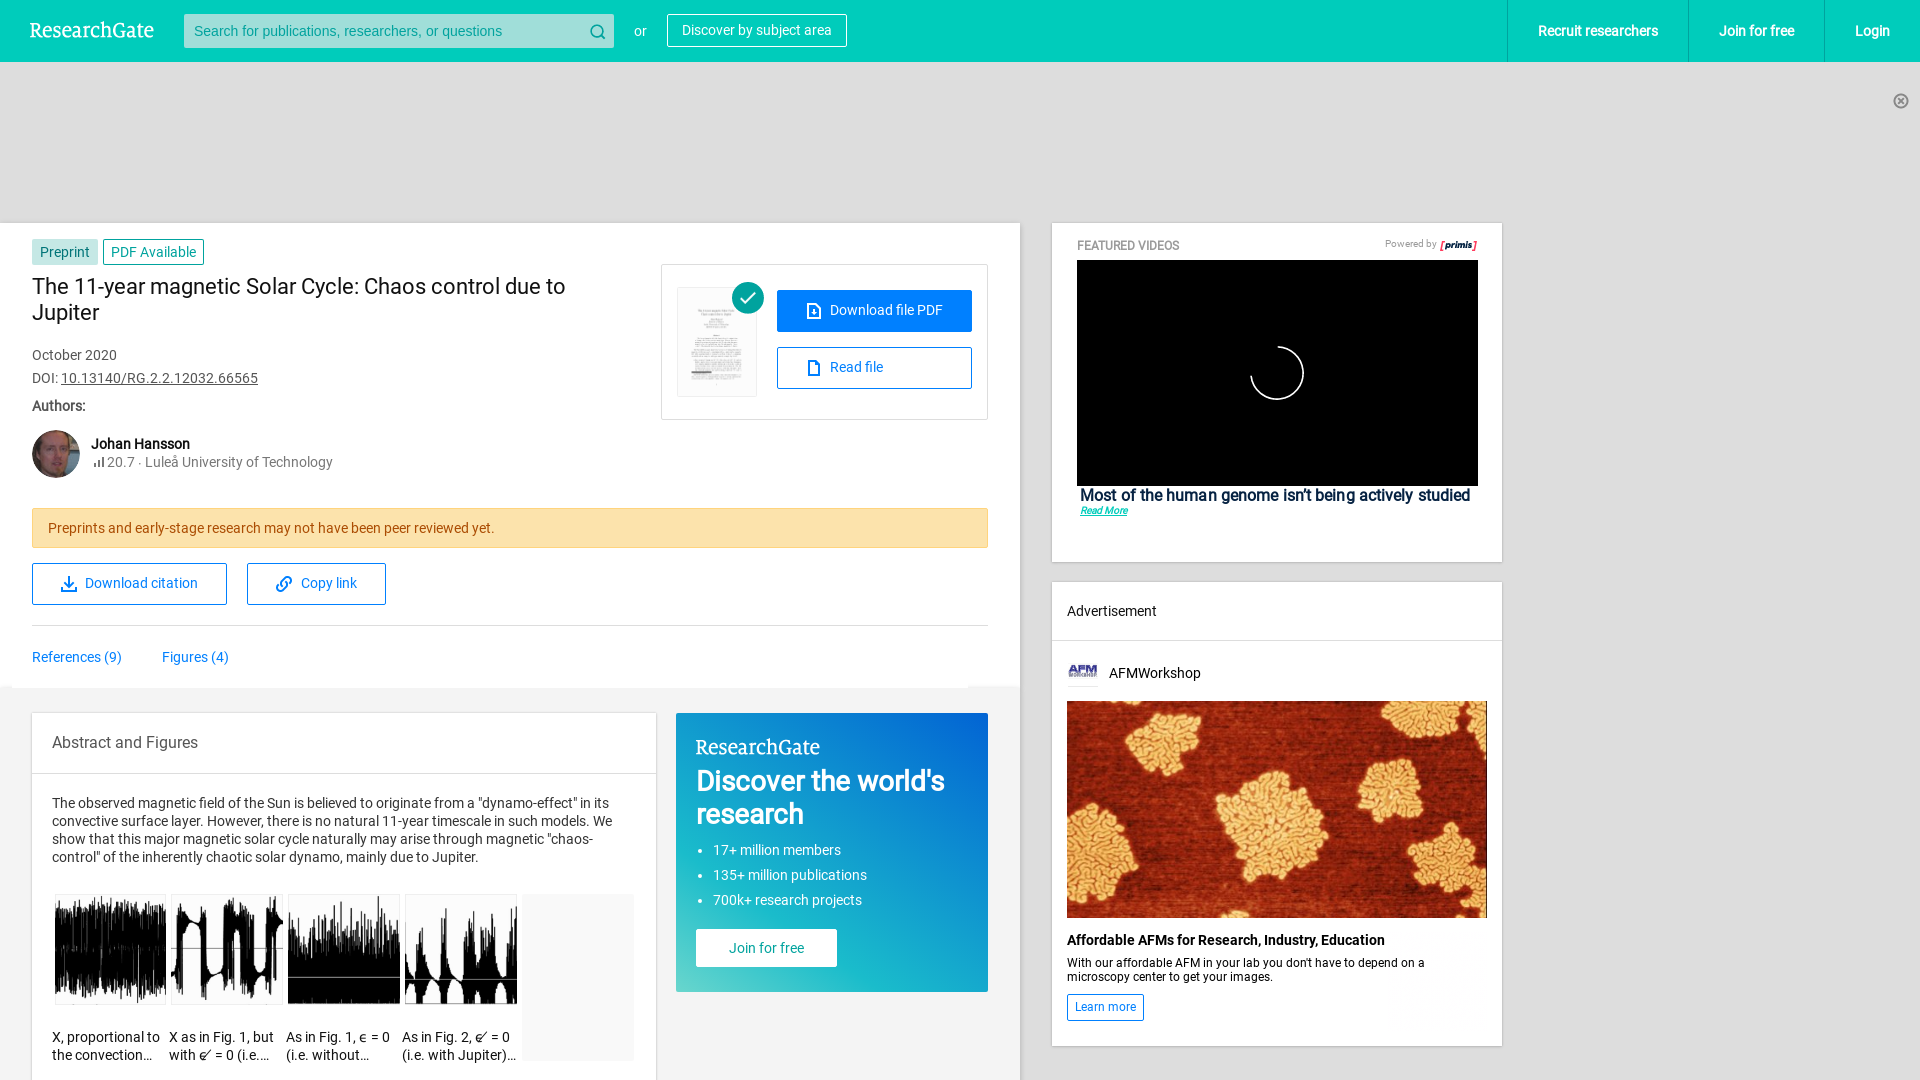 ResearchGate
Search for publications, researchers, or questions
or
Discover by subject area
Recruit researchers
Join for free
Login
Preprint
PDF Available
The 11-year magnetic Solar Cycle: Chaos control due to
Jupiter
October 2020
DOI: 10.13140/RG.2.2.12032.66565
Authors:
Johan Hansson
20.7 · Luleå University of Technology
Download file PDF
Read file
Preprints and early-stage research may not have been peer reviewed yet.
Download citation
Copy link
References (9)
Figures (4)
Abstract and Figures
The observed magnetic field of the Sun is believed to originate from a "dynamo-effect" in its
convective surface layer. However, there is no natural 11-year timescale in such models. We
show that this major magnetic solar cycle naturally may arise through magnetic "chaos-
control" of the inherently chaotic solar dynamo, mainly due to Jupiter.
X, proportional to
the convection...
X as in Fig. 1, but
with ϵ̸ = 0 (i.e....
As in Fig. 1, ϵ = 0
(i.e. without...
As in Fig. 2, ϵ̸ = 0
(i.e. with Jupiter)...
ResearchGate
Discover the world's
research
• 17+ million members
• 135+ million publications
• 700k+ research projects
Join for free
FEATURED VIDEOS
Powered by [primis]
Most of the human genome isn’t being actively studied
Read More
Advertisement
AFM
WORKSHOP
AFMWorkshop
Affordable AFMs for Research, Industry, Education
With our affordable AFM in your lab you don't have to depend on a
microscopy center to get your images.
Learn more